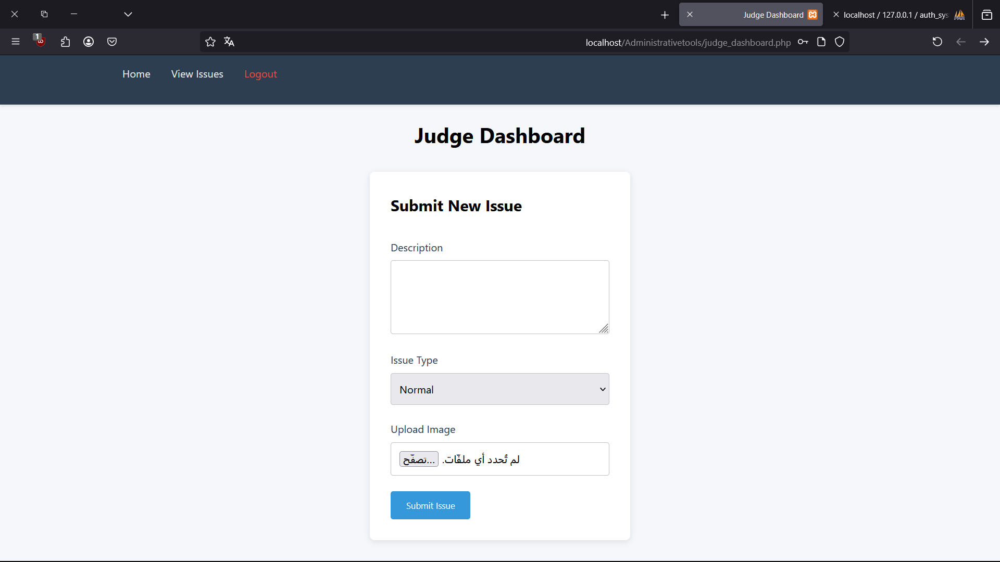 Judge Dashboard
localhost / 127.0.0.1 / auth_sys
1
localhost/Administrativetools/judge_dashboard.php
Home
View Issues
Logout
Judge Dashboard
Submit New Issue
Description
Issue Type
Normal
Upload Image
تصفّح... لم تُحدد أي ملفّات.
Submit Issue